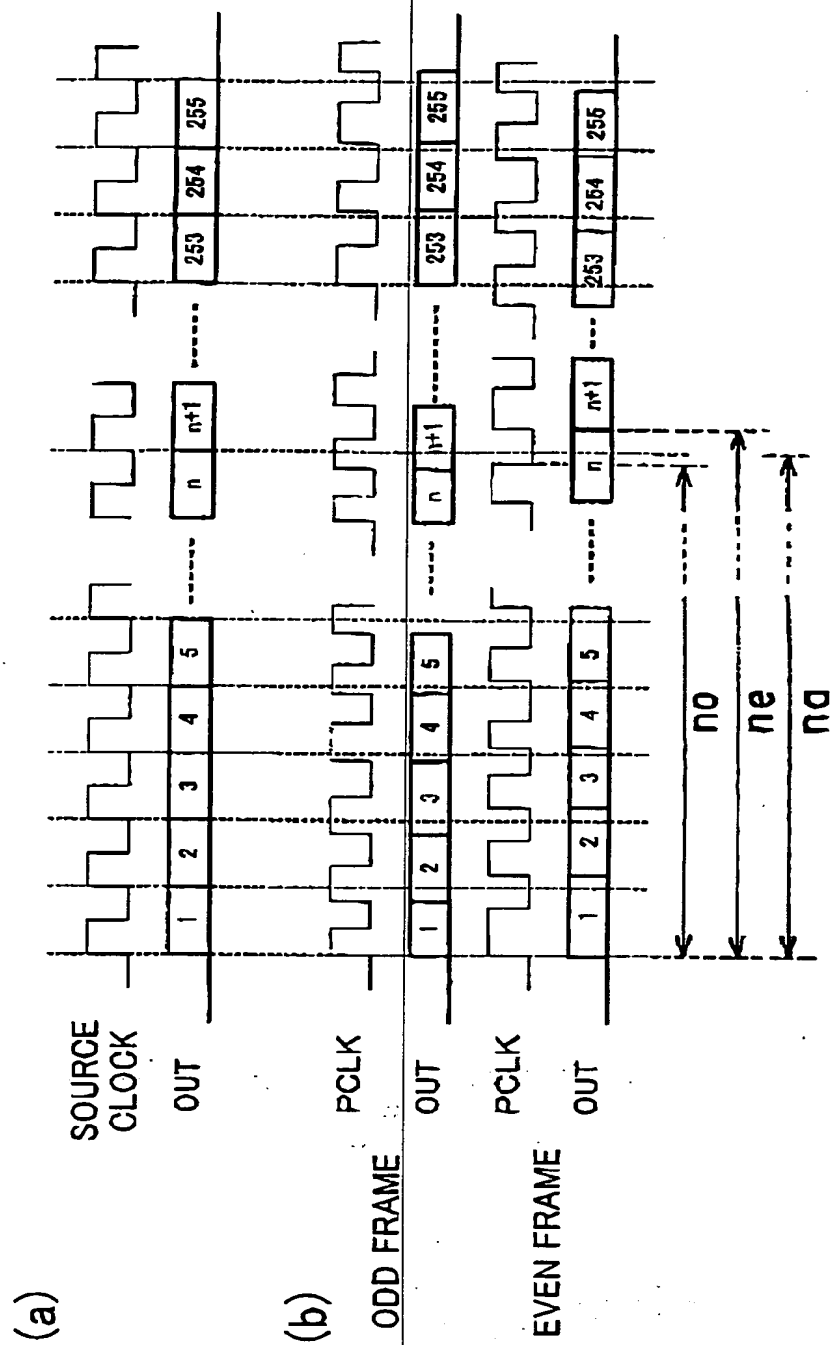 (a)
SOURCE
CLOCK
OUT
1 2 3 4 5 n n+1 253 254 255
(b)
ODD FRAME
PCLK
OUT
1 2 3 4 5 n n+1 253 254 255
EVEN FRAME
PCLK
OUT
1 2 3 4 5 n n+1 253 254 255
no
ne
na